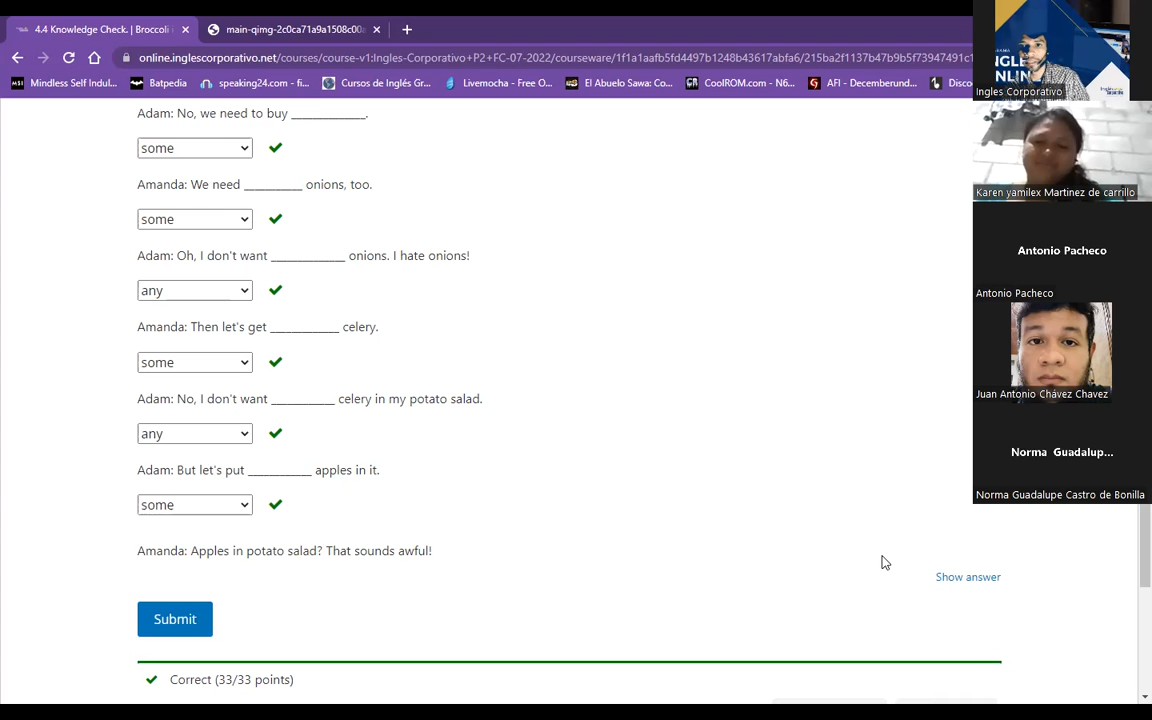 4.4 Knowledge Check. | Broccoli
main-qimg-2c0ca71a9a1508c00a
online.inglescorporativo.net/courses/course-v1:Ingles-Corporativo+P2+FC-07-2022/courseware/1f1a1aafb5fd4497b1248b43617abfa6/215ba2f1137b47b9b5f73947491c1
Mindless Self Indul...
Batpedia
speaking24.com - fi...
Cursos de Inglés Gr...
Livemocha - Free O...
El Abuelo Sawa: Co...
CoolROM.com - N6...
AFI - Decemberund...
Disco
Adam: No, we need to buy ____________.
some
Amanda: We need __________ onions, too.
some
Adam: Oh, I don't want _____________ onions. I hate onions!
any
Amanda: Then let's get ____________ celery.
some
Adam: No, I don't want ___________ celery in my potato salad.
any
Adam: But let's put ___________ apples in it.
some
Amanda: Apples in potato salad? That sounds awful!
Show answer
Submit
Correct (33/33 points)
Ingles Corporativo
Karen yamilex Martinez de carrillo
Antonio Pacheco
Antonio Pacheco
Juan Antonio Chávez Chavez
Norma Guadalup...
Norma Guadalupe Castro de Bonilla